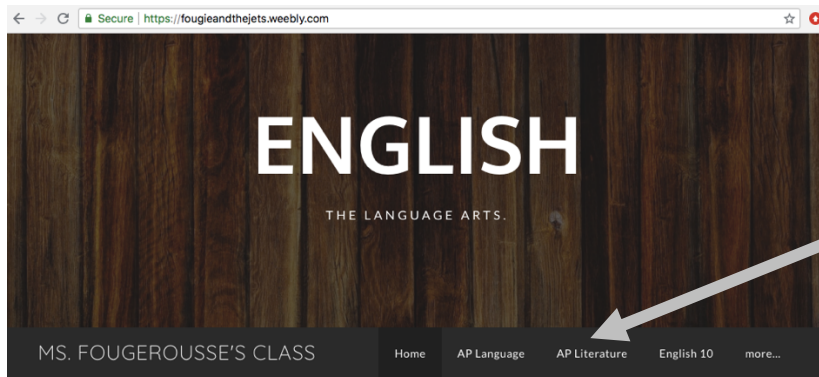 Secure | https://fougieandthejets.weebly.com
ENGLISH
THE LANGUAGE ARTS.
MS. FOUGEROUSSE'S CLASS Home AP Language AP Literature English 10 more...